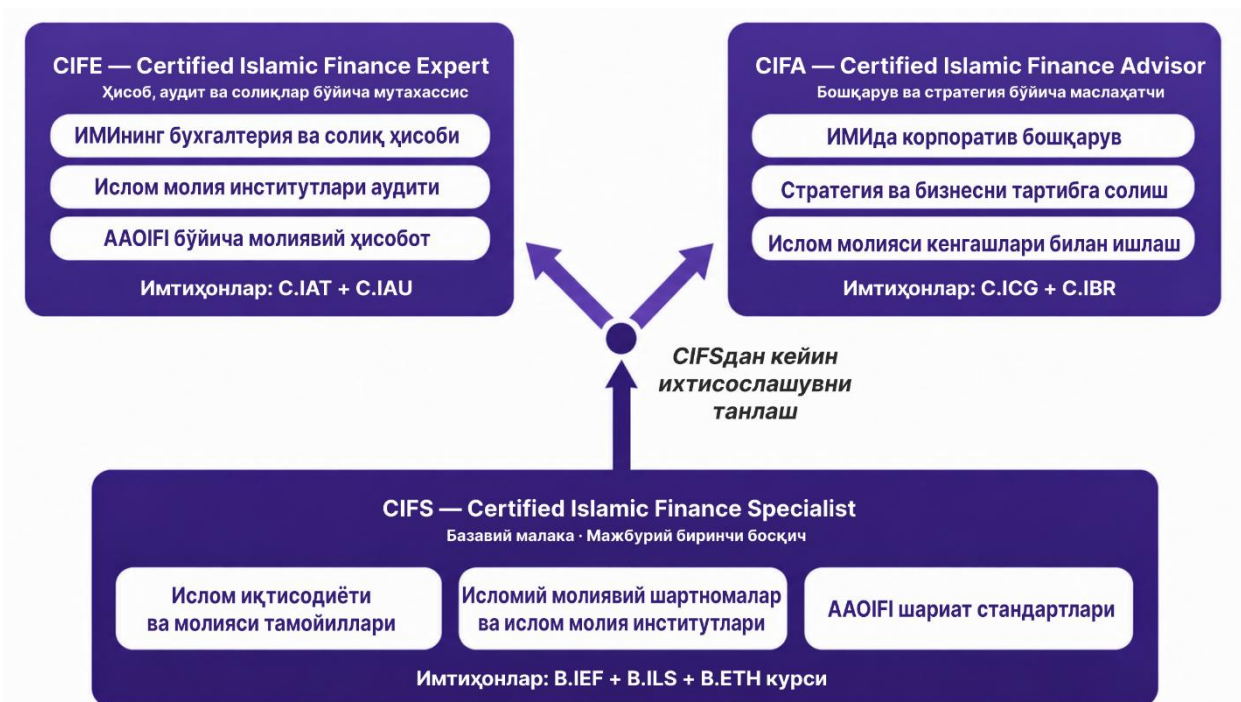 CIFE — Certified Islamic Finance Expert
Ҳисоб, аудит ва солиқлар бўйича мутахассис
ИМИнинг бухгалтерия ва солиқ ҳисоби
Ислом молия институтлари аудити
AAOIFI бўйича молиявий ҳисобот
Имтиҳонлар: C.IAT + C.IAU
CIFA — Certified Islamic Finance Advisor
Бошқарув ва стратегия бўйича маслаҳатчи
ИМИда корпоратив бошқарув
Стратегия ва бизнесни тартибга солиш
Ислом молияси кенгашлари билан ишлаш
Имтиҳонлар: C.ICG + C.IBR
CIFSдан кейин
ихтисослашувни
танлаш
CIFS — Certified Islamic Finance Specialist
Базавий малака · Мажбурий биринчи босқич
Ислом иқтисодиёти
ва молияси тамойиллари
Исломий молиявий шартномалар
ва ислом молия институтлари
AAOIFI шариат стандартлари
Имтиҳонлар: B.IEF + B.ILS + B.ETH курси